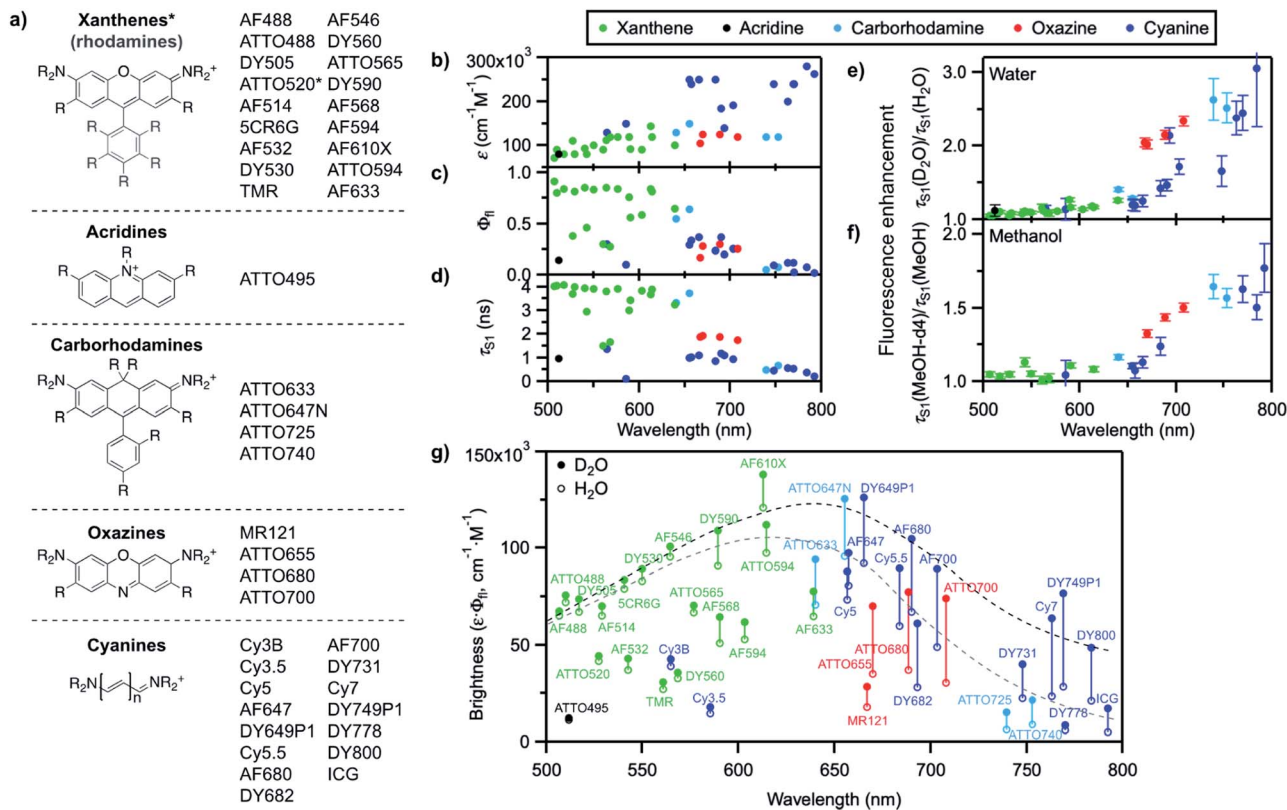 a)
Xanthenes*
(rhodamines)
NR₂⁺
R₂N
O
R
R
R
R
R
R
R
AF488 AF546
ATTO488 DY560
DY505 ATTO565
ATTO520* DY590
AF514 AF568
5CR6G AF594
AF532 AF610X
DY530 ATTO594
TMR AF633
Acridines
R
R
N⁺
R
ATTO495
Carborhodamines
R₂N
R R
NR₂⁺
R
R
R
R
ATTO633
ATTO647N
ATTO725
ATTO740
Oxazines
R₂N
O
NR₂⁺
R
N
R
MR121
ATTO655
ATTO680
ATTO700
Cyanines
R₂N
n
NR₂⁺
Cy3B AF700
Cy3.5 DY731
Cy5 Cy7
AF647 DY749P1
DY649P1 DY778
Cy5.5 DY800
AF680 ICG
DY682
Xanthene Acridine Carborhodamine Oxazine Cyanine
b)
300x10³
200
100
ε (cm⁻¹M⁻¹)
c)
1.0
0.5
0.0
Φfl
d)
4
3
2
1
0
τS1 (ns)
500 600 700 800
Wavelength (nm)
e)
Water
3.0
2.0
1.0
τS1(D₂O)/τS1(H₂O)
Fluorescence enhancement
f)
Methanol
2.0
1.5
1.0
τS1(MeOH-d4)/τS1(MeOH)
500 600 700 800
Wavelength (nm)
g)
150x10³
100
50
0
Brightness (ε·Φfl, cm⁻¹·M⁻¹)
D₂O
H₂O
AF610X
ATTO647N
DY649P1
DY590
AF546
AF647
AF680
ATTO633
ATTO594
DY530
Cy5.5
AF700
ATTO488
DY505
5CR6G
ATTO565
AF568
Cy5
ATTO700
DY749P1
AF488
AF514
AF633
Cy7
AF532
Cy3B
AF594
ATTO680
ATTO655
DY731
DY800
ATTO520
DY560
TMR
Cy3.5
DY682
ATTO725
ICG
MR121
ATTO495
DY778
ATTO740
500 550 600 650 700 750 800
Wavelength (nm)